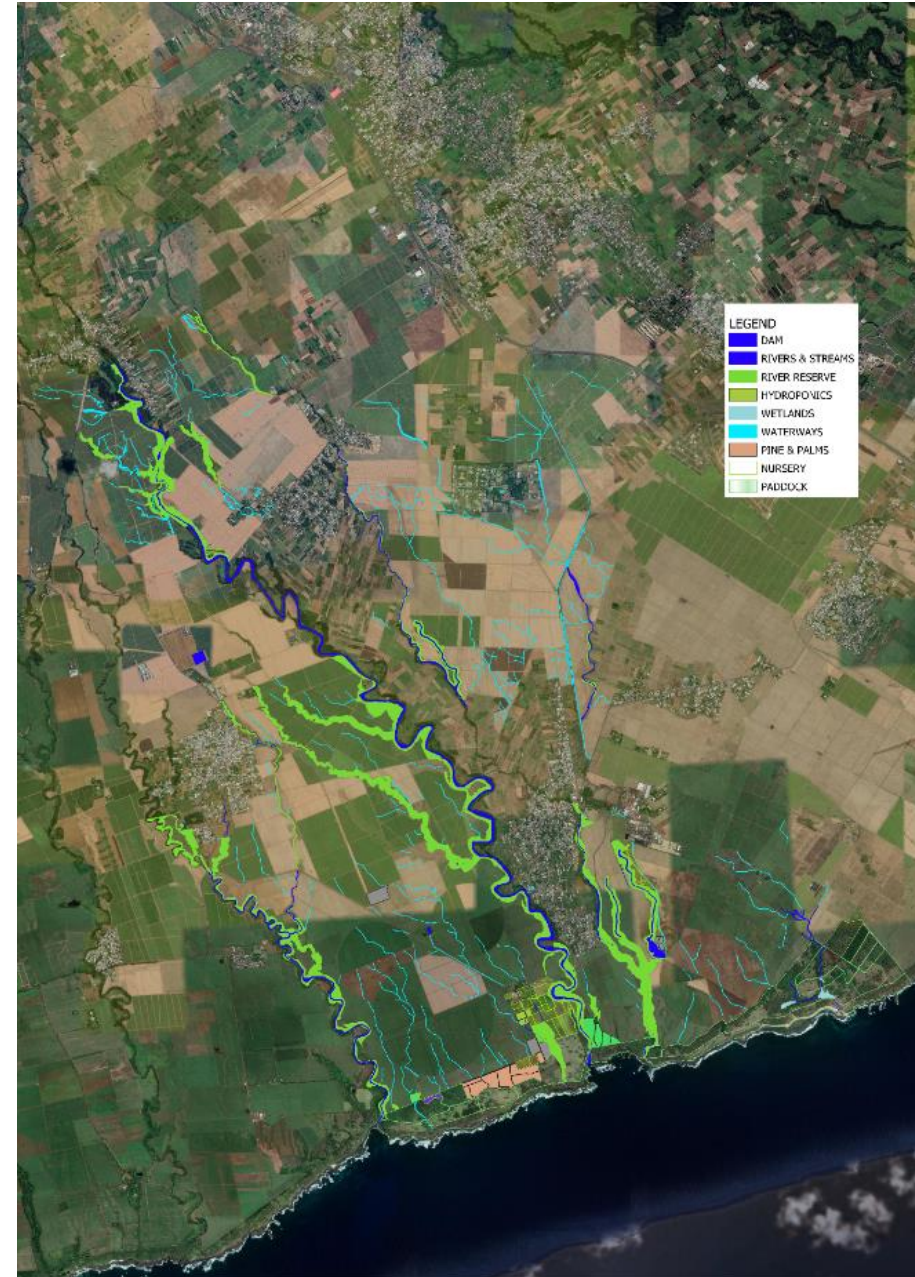 LEGEND
DAM
RIVERS & STREAMS
RIVER RESERVE
HYDROPONICS
WETLANDS
WATERWAYS
PINE & PALMS
NURSERY
PADDOCK